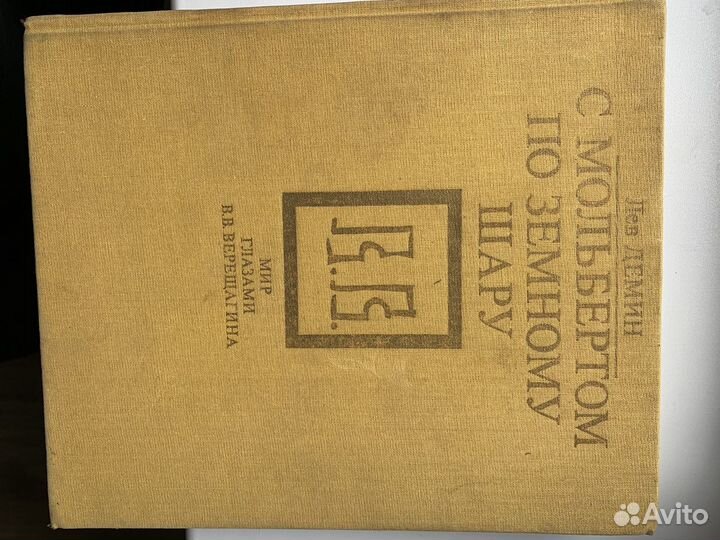 Лев ДЕМИН
С МОЛЬБЕРТОМ
ПО ЗЕМНОМУ
ШАРУ
МИР
ГЛАЗАМИ
В.В. ВЕРЕЩАГИНА
Avito